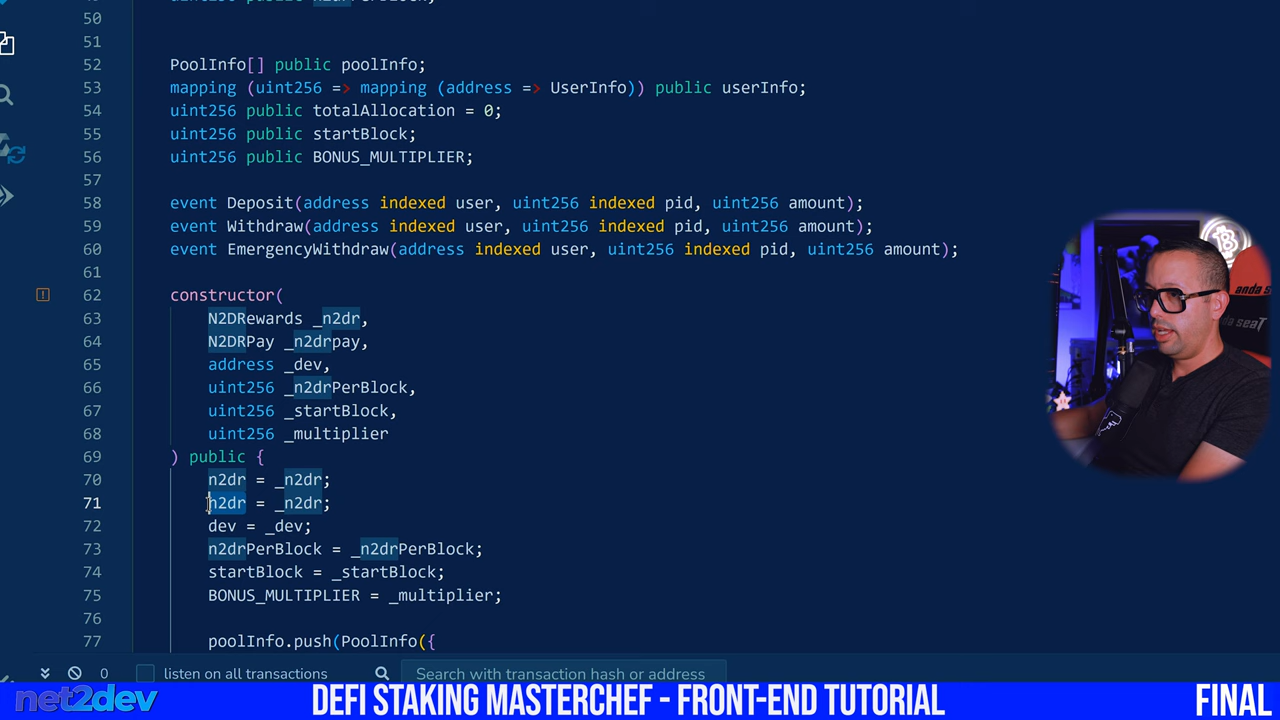 50
51
52 PoolInfo[] public poolInfo;
53 mapping (uint256 => mapping (address => UserInfo)) public userInfo;
54 uint256 public totalAllocation = 0;
55 uint256 public startBlock;
56 uint256 public BONUS_MULTIPLIER;
57
58 event Deposit(address indexed user, uint256 indexed pid, uint256 amount);
59 event Withdraw(address indexed user, uint256 indexed pid, uint256 amount);
60 event EmergencyWithdraw(address indexed user, uint256 indexed pid, uint256 amount);
61
62 constructor(
63 N2DRewards _n2dr,
64 N2DRPay _n2drpay,
65 address _dev,
66 uint256 _n2drPerBlock,
67 uint256 _startBlock,
68 uint256 _multiplier
69 ) public {
70 n2dr = _n2dr;
71 n2dr = _n2dr;
72 dev = _dev;
73 n2drPerBlock = _n2drPerBlock;
74 startBlock = _startBlock;
75 BONUS_MULTIPLIER = _multiplier;
76
77 poolInfo.push(PoolInfo({
0 listen on all transactions Search with transaction hash or address
net2dev DEFI STAKING MASTERCHEF - FRONT-END TUTORIAL FINAL